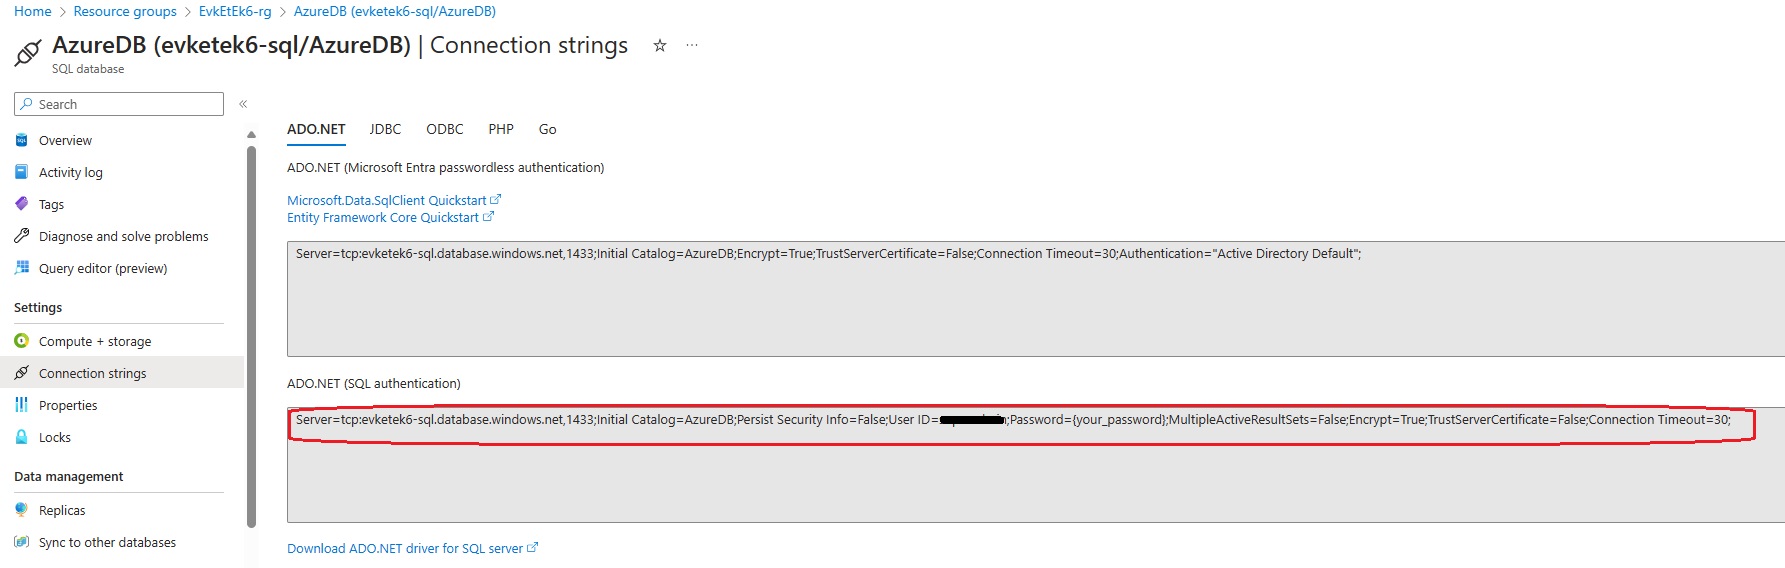 Home > Resource groups > EvkEtEk6-rg > AzureDB (evketek6-sql/AzureDB)
AzureDB (evketek6-sql/AzureDB) | Connection strings
SQL database
Search
Overview
Activity log
Tags
Diagnose and solve problems
Query editor (preview)
Settings
Compute + storage
Connection strings
Properties
Locks
Data management
Replicas
Sync to other databases
ADO.NET JDBC ODBC PHP Go
ADO.NET (Microsoft Entra passwordless authentication)
Microsoft.Data.SqlClient Quickstart
Entity Framework Core Quickstart
Server=tcp:evketek6-sql.database.windows.net,1433;Initial Catalog=AzureDB;Encrypt=True;TrustServerCertificate=False;Connection Timeout=30;Authentication="Active Directory Default";
ADO.NET (SQL authentication)
Server=tcp:evketek6-sql.database.windows.net,1433;Initial Catalog=AzureDB;Persist Security Info=False;User ID= ;Password={your_password};MultipleActiveResultSets=False;Encrypt=True;TrustServerCertificate=False;Connection Timeout=30;
Download ADO.NET driver for SQL server